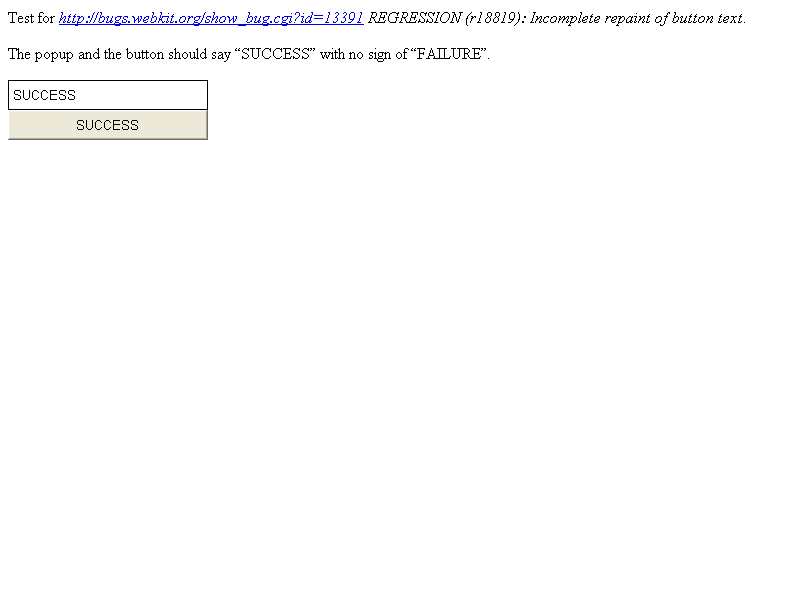 Test for http://bugs.webkit.org/show_bug.cgi?id=13391 REGRESSION (r18819): Incomplete repaint of button text.
The popup and the button should say “SUCCESS” with no sign of “FAILURE”.
SUCCESS
SUCCESS